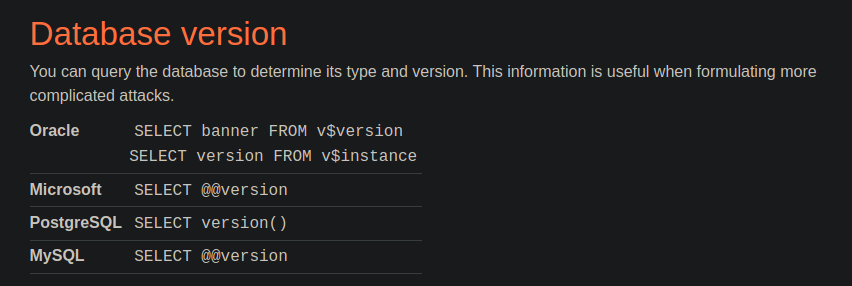 Database version
You can query the database to determine its type and version. This information is useful when formulating more
complicated attacks.
Oracle SELECT banner FROM v$version
SELECT version FROM v$instance
Microsoft SELECT @@version
PostgreSQL SELECT version()
MySQL SELECT @@version